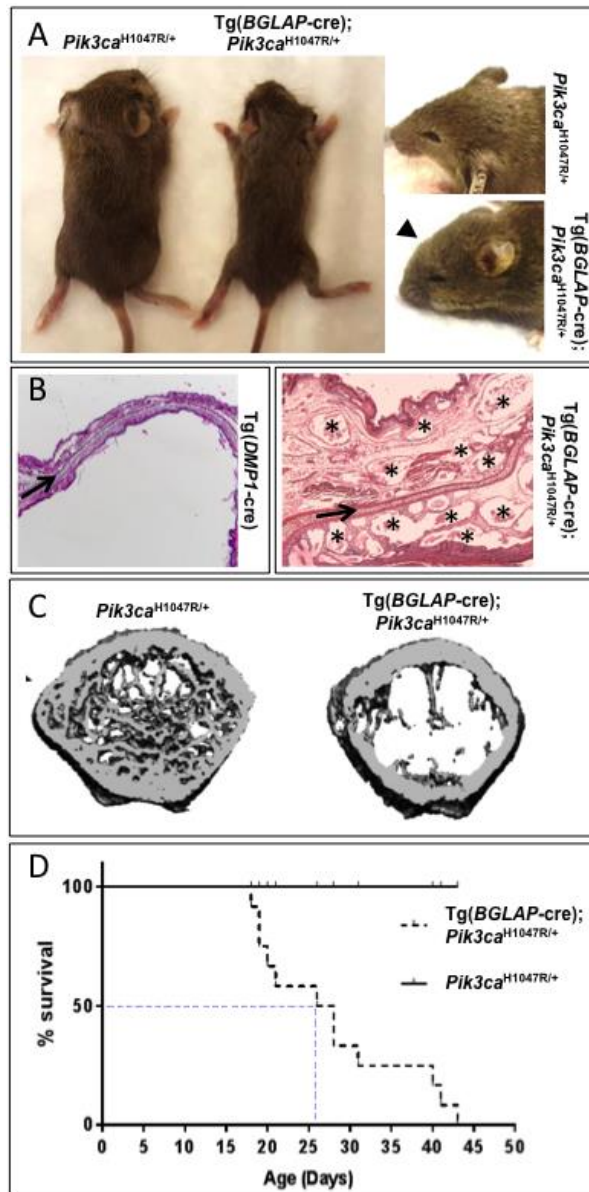 A
Pik3caH1047R/+
Tg(BGLAP-cre);
Pik3caH1047R/+
Pik3caH1047R/+
Tg(BGLAP-cre);
Pik3caH1047R/+
B
Tg(DMP1-cre)
* * * * * * * * * *
Tg(BGLAP-cre);
Pik3caH1047R/+
C
Pik3caH1047R/+
Tg(BGLAP-cre);
Pik3caH1047R/+
D
% survival
100
50
0
Tg(BGLAP-cre);
Pik3caH1047R/+
Pik3caH1047R/+
0 5 10 15 20 25 30 35 40 45 50
Age (Days)